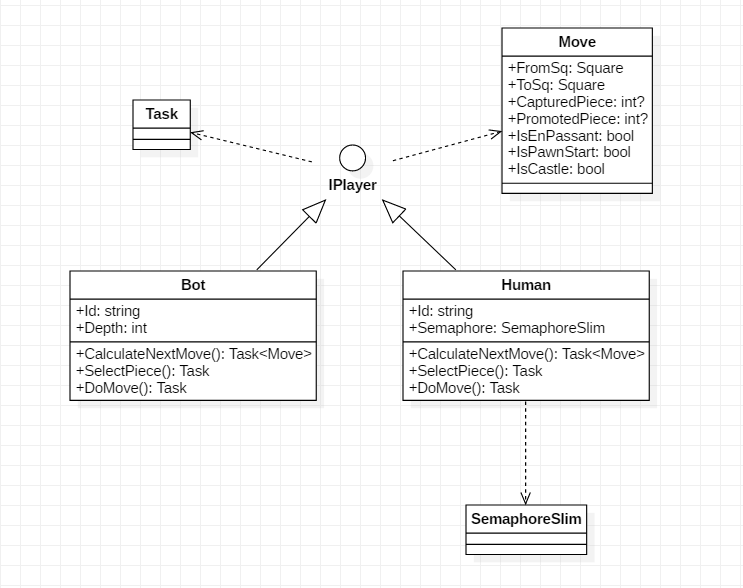 Move
+FromSq: Square
+ToSq: Square
+CapturedPiece: int?
+PromotedPiece: int?
+IsEnPassant: bool
+IsPawnStart: bool
+IsCastle: bool
Task
IPlayer
Bot
+Id: string
+Depth: int
+CalculateNextMove(): Task<Move>
+SelectPiece(): Task
+DoMove(): Task
Human
+Id: string
+Semaphore: SemaphoreSlim
+CalculateNextMove(): Task<Move>
+SelectPiece(): Task
+DoMove(): Task
SemaphoreSlim